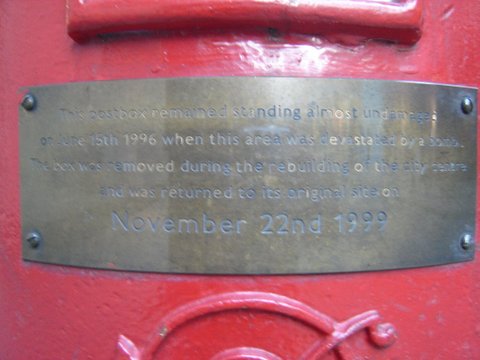 This postbox remained standing almost undamaged
on June 15th 1996 when this area was devastated by a bomb.
The box was removed during the rebuilding of the city centre
and was returned to its original site on
November 22nd 1999